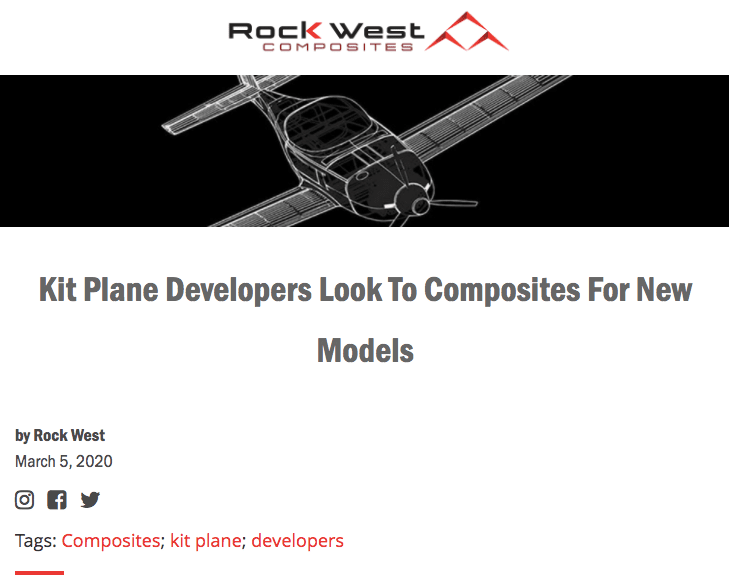 Rock West
COMPOSITES
Kit Plane Developers Look To Composites For New
Models
by Rock West
March 5, 2020
Tags: Composites; kit plane; developers